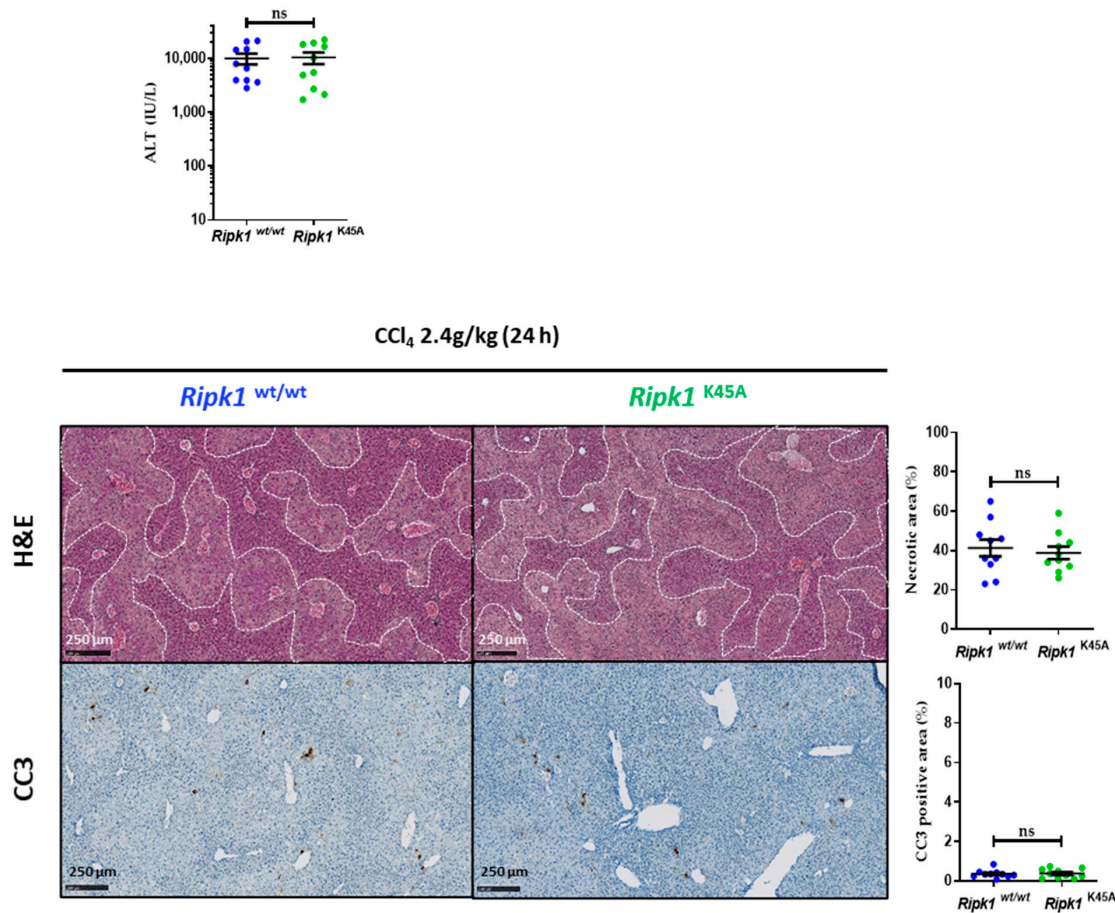 ns
10,000
1,000
100
10
ALT (IU/L)
Ripk1 wt/wt Ripk1 K45A
CCl₄ 2.4g/kg (24 h)
Ripk1 wt/wt Ripk1 K45A
H&E
250 µm 250 µm
100
80
60
40
20
0
Necrotic area (%)
ns
Ripk1 wt/wt Ripk1 K45A
CC3
250 µm 250 µm
10
8
6
4
2
0
CC3 positive area (%)
ns
Ripk1 wt/wt Ripk1 K45A